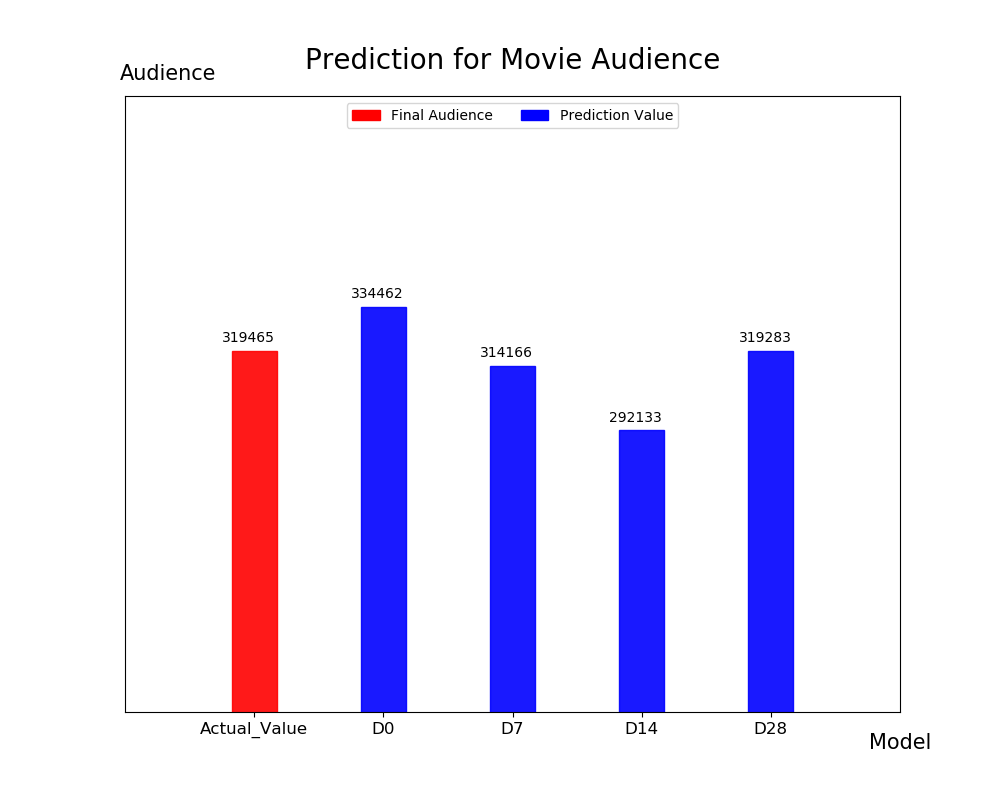 Prediction for Movie Audience
Audience
Final Audience Prediction Value
334462
319465
319283
314166
292133
Actual_Value D0 D7 D14 D28
Model